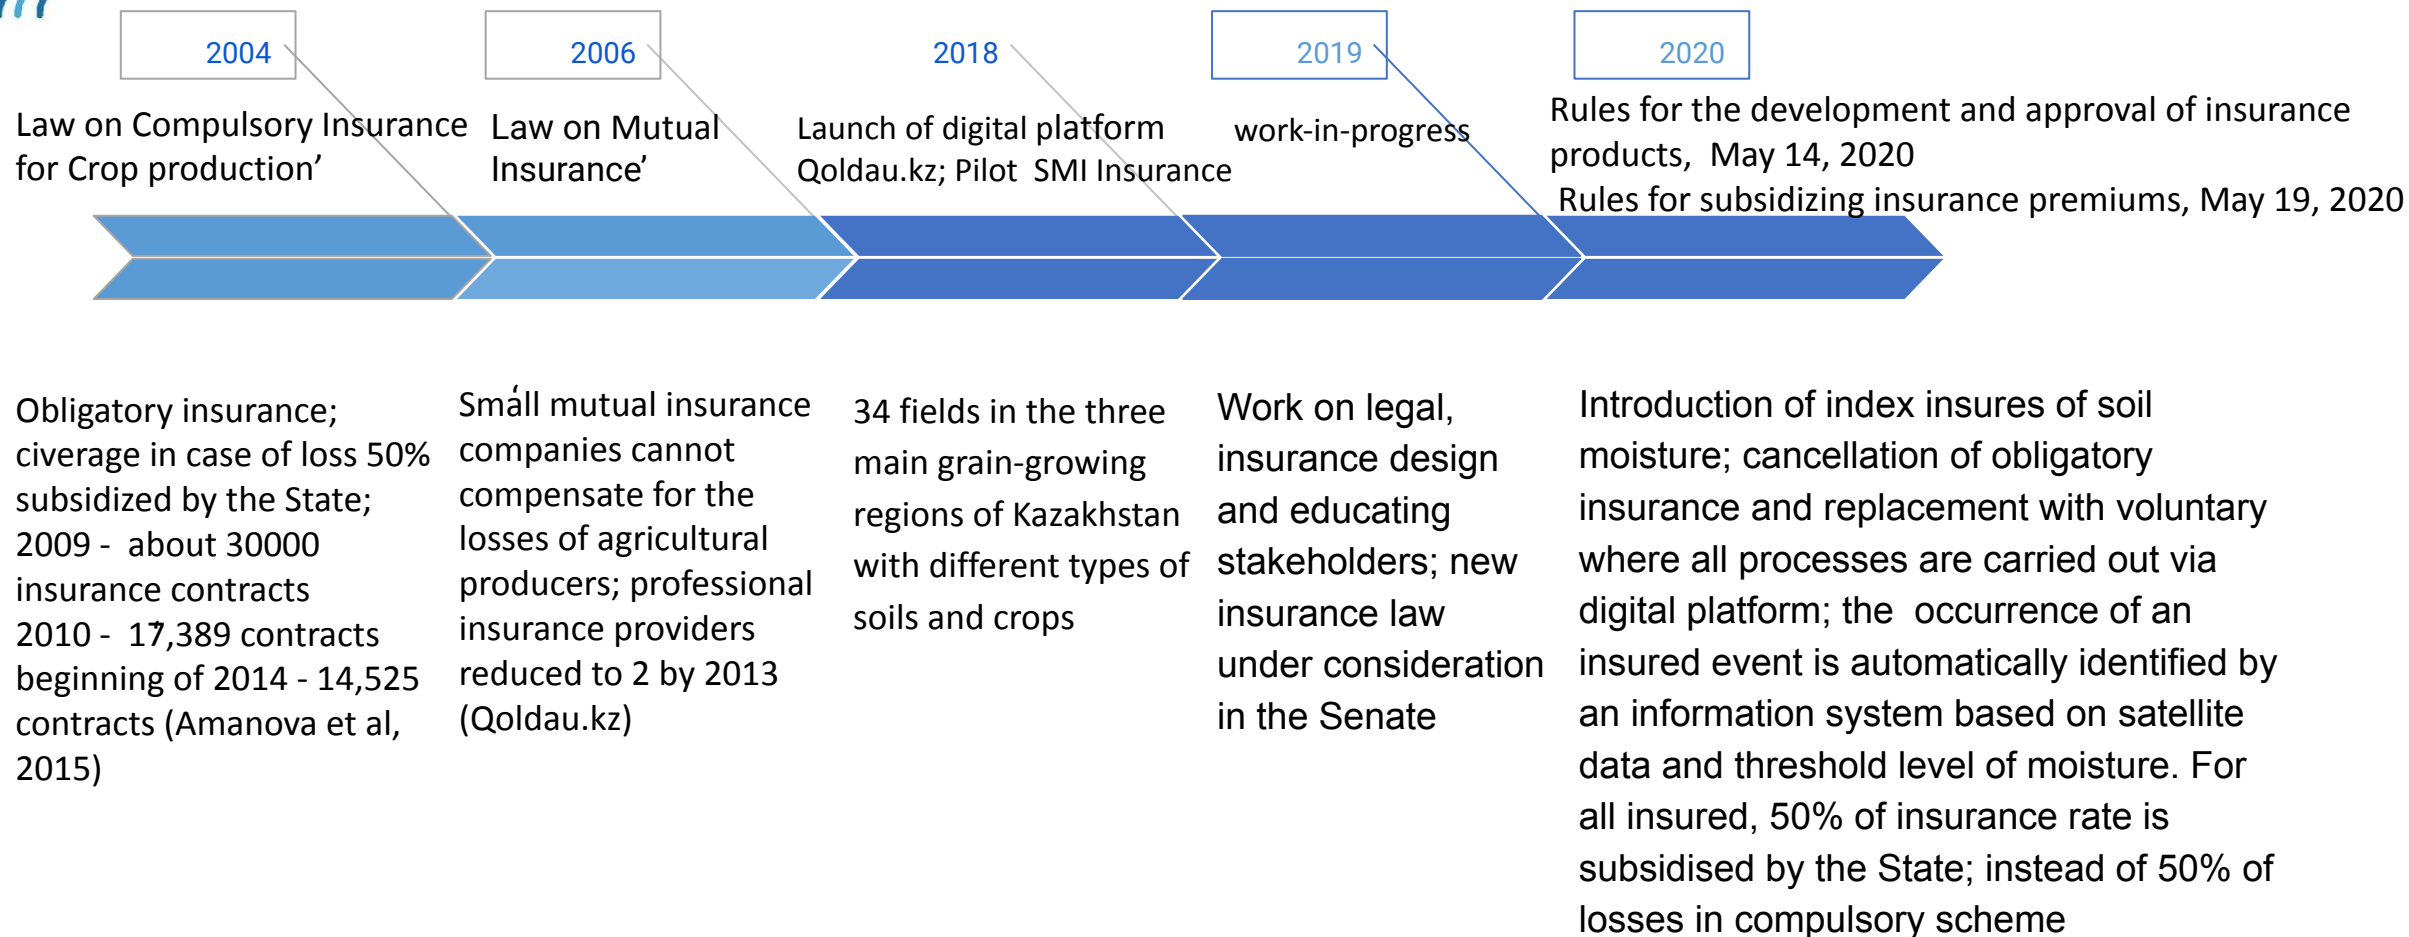 2004
Law on Compulsory Insurance
for Crop production’
2006
Law on Mutual
Insurance’
2018
Launch of digital platform
Qoldau.kz; Pilot SMI Insurance
2019
work-in-progress
2020
Rules for the development and approval of insurance
products, May 14, 2020
Rules for subsidizing insurance premiums, May 19, 2020
Obligatory insurance;
civerage in case of loss 50%
subsidized by the State;
2009 - about 30000
insurance contracts
2010 - 17,389 contracts
beginning of 2014 - 14,525
contracts (Amanova et al,
2015)
Small mutual insurance
companies cannot
compensate for the
losses of agricultural
producers; professional
insurance providers
reduced to 2 by 2013
(Qoldau.kz)
34 fields in the three
main grain-growing
regions of Kazakhstan
with different types of
soils and crops
Work on legal,
insurance design
and educating
stakeholders; new
insurance law
under consideration
in the Senate
Introduction of index insures of soil
moisture; cancellation of obligatory
insurance and replacement with voluntary
where all processes are carried out via
digital platform; the occurrence of an
insured event is automatically identified by
an information system based on satellite
data and threshold level of moisture. For
all insured, 50% of insurance rate is
subsidised by the State; instead of 50% of
losses in compulsory scheme